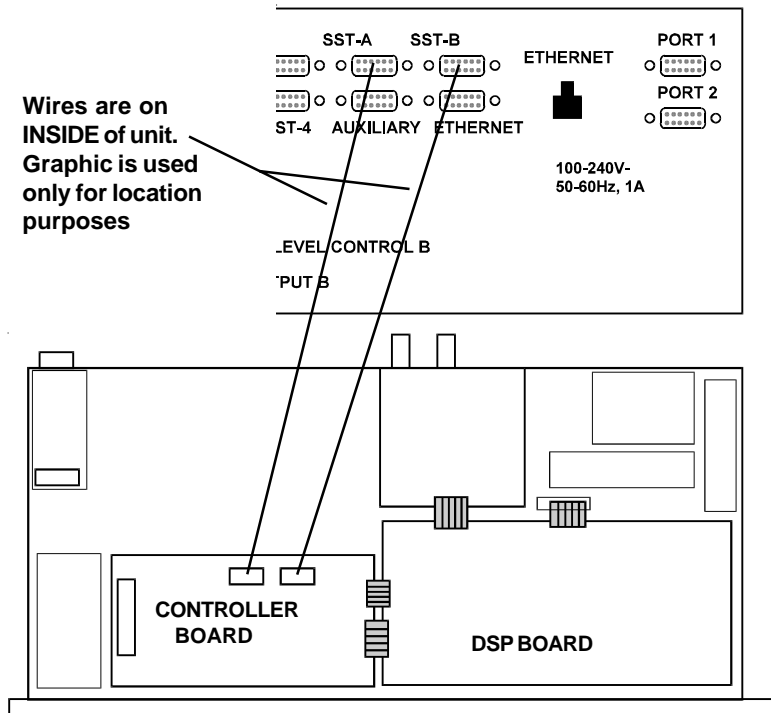 SST-A SST-B
ETHERNET
PORT 1
PORT 2
ST-4 AUXILIARY ETHERNET
100-240V-
50-60Hz, 1A
Wires are on
INSIDE of unit.
Graphic is used
only for location
purposes
LEVEL CONTROL B
TPUT B
CONTROLLER
BOARD
DSP BOARD